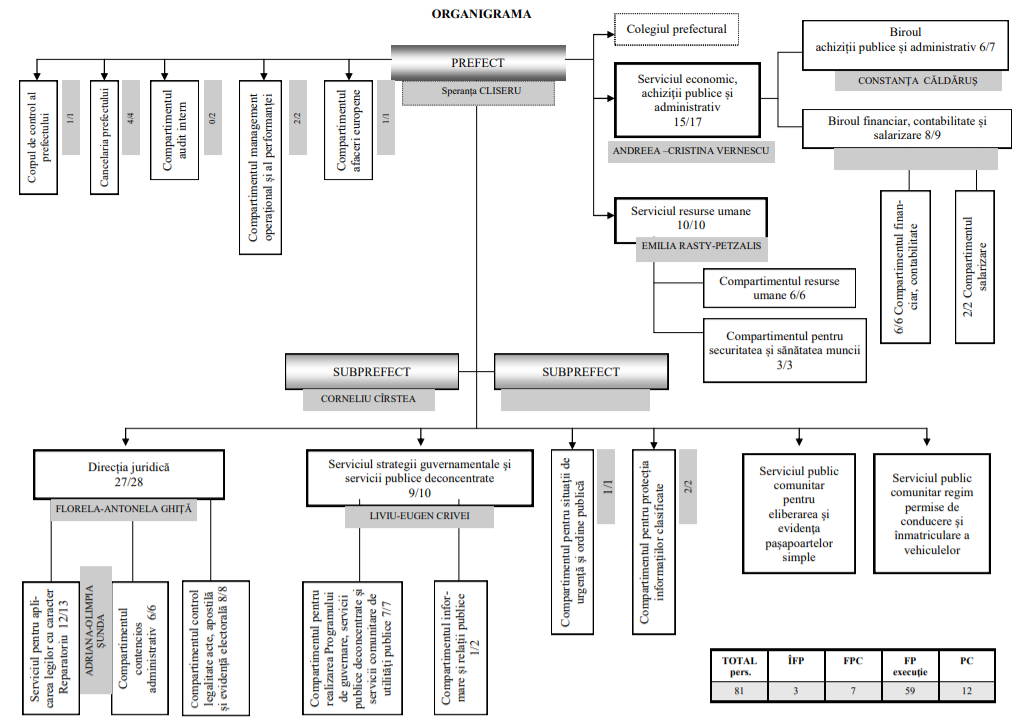 ORGANIGRAMA
PREFECT
Speranța CLISERU
Colegiul prefectural
Serviciul economic,
achiziții publice și
administrativ
15/17
ANDREEA –CRISTINA VERNESCU
Biroul
achiziții publice și administrativ 6/7
CONSTANȚA CĂLDĂRUȘ
Biroul financiar, contabilitate și
salarizare 8/9
6/6 Compartimentul finan-
ciar, contabilitate
2/2 Compartimentul
salarizare
Serviciul resurse umane
10/10
EMILIA RASTY-PETZALIS
Compartimentul resurse
umane 6/6
Compartimentul pentru
securitatea și sănătatea muncii
3/3
Corpul de control al
prefectului
1/1
Cancelaria prefectului
4/4
Compartimentul
audit intern
0/2
Compartimentul management
operațional și al performanței
2/2
Compartimentul
afaceri europene
1/1
SUBPREFECT
CORNELIU CÎRSTEA
SUBPREFECT
Direcția juridică
27/28
FLORELA-ANTONELA GHIȚĂ
Serviciul pentru apli-
carea legilor cu caracter
Reparatoriu 12/13
ADRIANA-OLIMPIA
ȘUNDA
Compartimentul
contencios
administrativ 6/6
Compartimentul control
legalitate acte, apostilă
și evidență electorală 8/8
Serviciul strategii guvernamentale și
servicii publice deconcentrate
9/10
LIVIU-EUGEN CRIVEI
Compartimentul pentru
realizarea Programului
de guvernare, servicii
publice deconcentrate și
servicii comunitare de
utilități publice 7/7
Compartimentul infor-
mare și relații publice
1/2
Compartimentul pentru situații de
urgență și ordine publică
1/1
Compartimentul pentru protecția
informațiilor clasificate
2/2
Serviciul public
comunitar
pentru
eliberarea și
evidența
pașapoartelor
simple
Serviciul public
comunitar regim
permise de
conducere și
înmatriculare a
vehiculelor
TOTAL
pers.
ÎFP
FPC
FP
execuție
PC
81
3
7
59
12